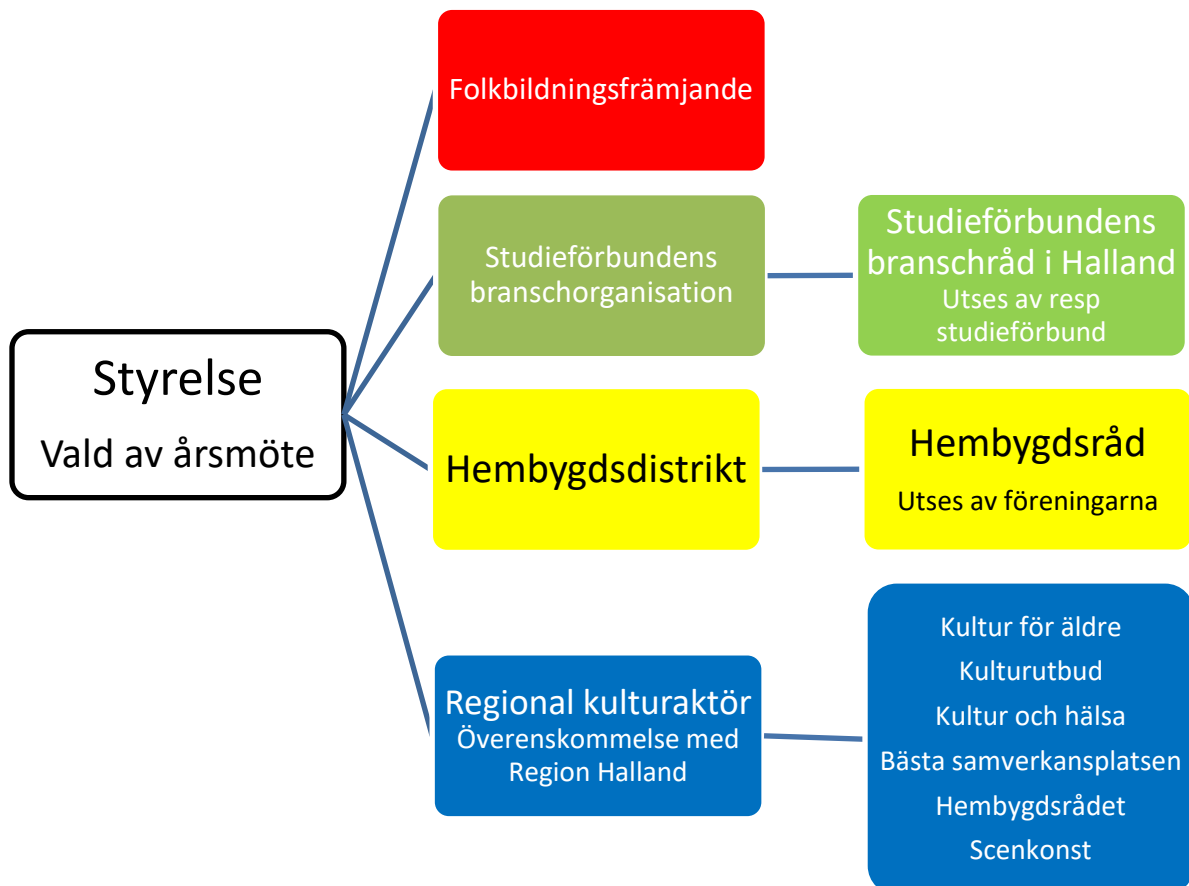 Styrelse
Vald av årsmöte
Folkbildningsfrämjande
Studieförbundens
branschorganisation
Studieförbundens
branschråd i Halland
Utses av resp
studieförbund
Hembygdsdistrikt
Hembygdsråd
Utses av föreningarna
Regional kulturaktör
Överenskommelse med
Region Halland
Kultur för äldre
Kulturutbud
Kultur och hälsa
Bästa samverkansplatsen
Hembygdsrådet
Scenkonst